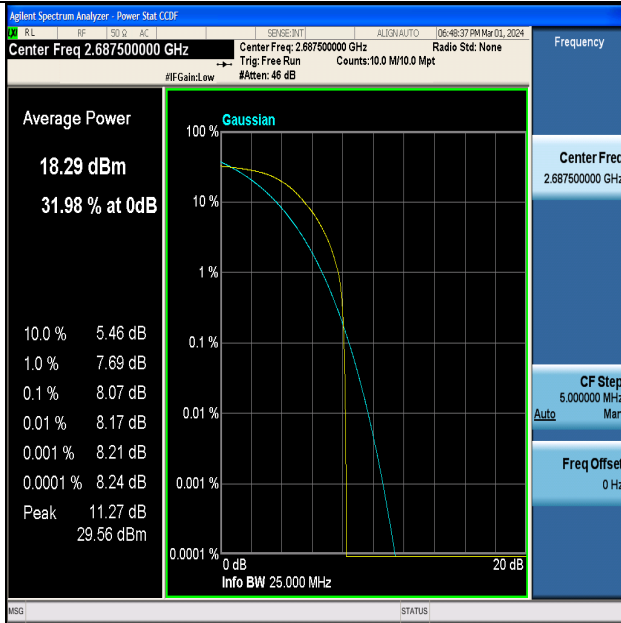 Agilent Spectrum Analyzer - Power Stat CCDF
LXI RL RF 50 Ω AC SENSE:INT ALIGNAUTO 06:48:37 PM Mar 01, 2024
Center Freq 2.687500000 GHz
Center Freq: 2.687500000 GHz Radio Std: None
Trig: Free Run Counts:10.0 M/10.0 Mpt
#IFGain:Low #Atten: 46 dB
Frequency
Average Power
18.29 dBm
31.98 % at 0dB
10.0 % 5.46 dB
1.0 % 7.69 dB
0.1 % 8.07 dB
0.01 % 8.17 dB
0.001 % 8.21 dB
0.0001 % 8.24 dB
Peak 11.27 dB
29.56 dBm
Gaussian
100 %
10 %
1 %
0.1 %
0.01 %
0.001 %
0.0001 %
0 dB 20 dB
Info BW 25.000 MHz
Center Freq
2.687500000 GHz
CF Step
5.000000 MHz
Auto Man
Freq Offset
0 Hz
MSG STATUS